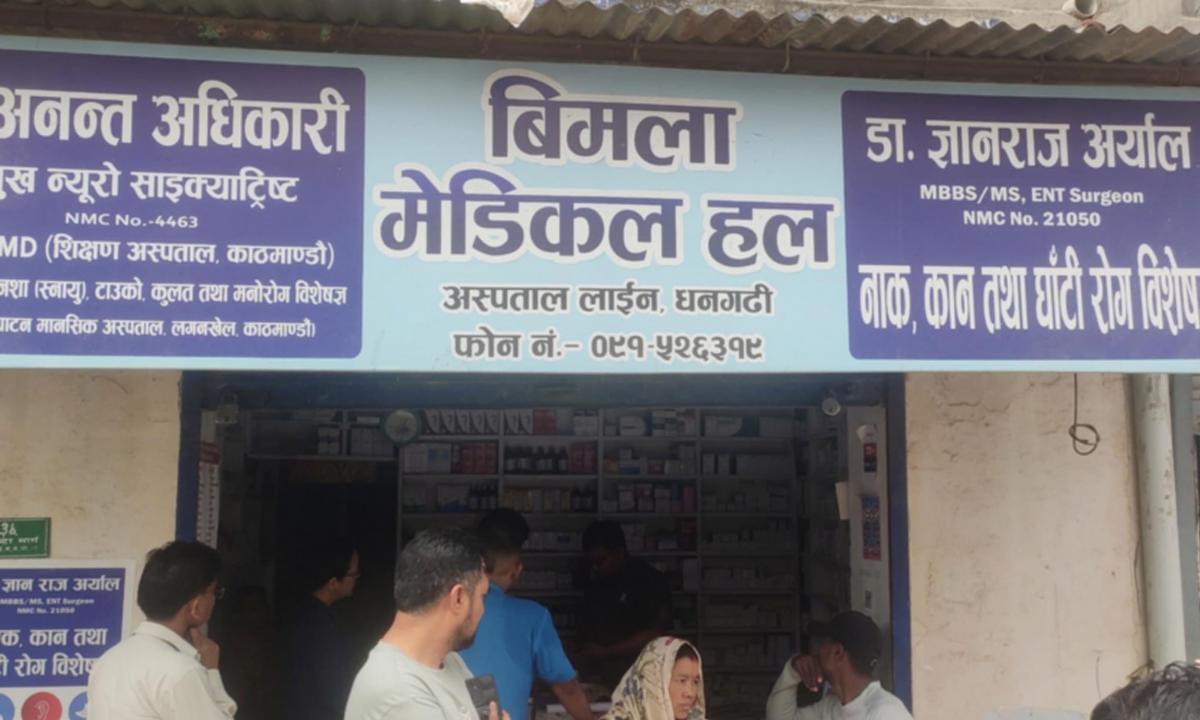 अनन्त अधिकारी
न्यूरो साइक्याट्रिष्ट
NMC No.-4463
MD (शिक्षण अस्पताल, काठमाण्डौ)
नशा (स्नायु), टाउको, कुलत तथा मनोरोग विशेषज्ञ
मानसिक अस्पताल, लगनखेल, काठमाण्डौ)
बिमला
मेडिकल हल
अस्पताल लाईन, धनगढी
फोन नं.- ०९१-५२६३१९
डा. ज्ञानराज अर्याल
MBBS/MS, ENT Surgeon
NMC No. 21050
नाक, कान तथा घाँटी रोग
मार्ग
ज्ञान राज अर्याल
MBBS/MS, ENT Surgeon
NMC No. 21050
कान तथा
रोग